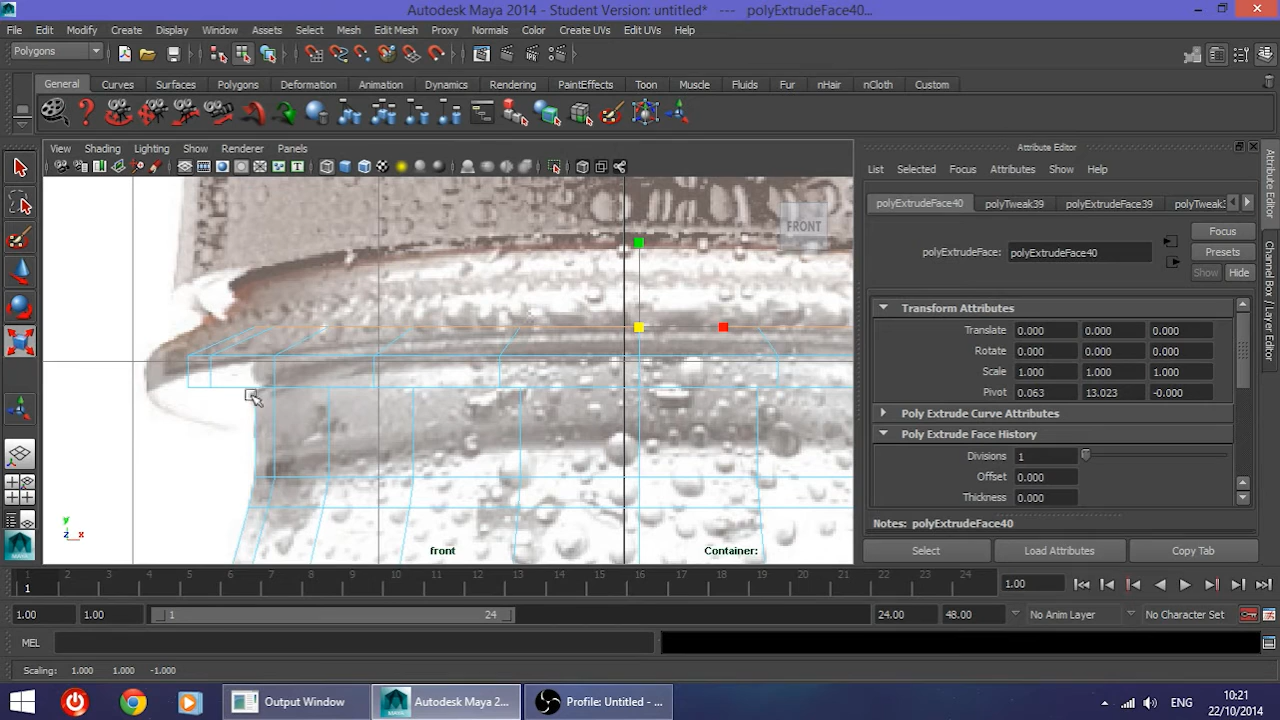 Autodesk Maya 2014 - Student Version: untitled* --- polyExtrudeFace40...
File Edit Modify Create Display Window Assets Select Mesh Edit Mesh Proxy Normals Color Create UVs Edit UVs Help
Polygons
General Curves Surfaces Polygons Deformation Animation Dynamics Rendering PaintEffects Toon Muscle Fluids Fur nHair nCloth Custom
View Shading Lighting Show Renderer Panels
FRONT
y
z x
front
Container:
Attribute Editor
List Selected Focus Attributes Show Help
polyExtrudeFace40 polyTweak39 polyExtrudeFace39 polyTweak3
polyExtrudeFace: polyExtrudeFace40
Focus
Presets
Show Hide
Transform Attributes
Translate 0.000 0.000 0.000
Rotate 0.000 0.000 0.000
Scale 1.000 1.000 1.000
Pivot 0.063 13.023 -0.000
Poly Extrude Curve Attributes
Poly Extrude Face History
Divisions 1
Offset 0.000
Thickness 0.000
Notes: polyExtrudeFace40
Select Load Attributes Copy Tab
Attribute Editor
Channel Box / Layer Editor
1 2 3 4 5 6 7 8 9 10 11 12 13 14 15 16 17 18 19 20 21 22 23 24
1
1.00
1.00 1.00 1 24 24.00 48.00 No Anim Layer No Character Set
MEL
Scaling: 1.000 1.000 -1.000
Output Window Autodesk Maya 2... Profile: Untitled - ...
ENG
10:21
22/10/2014